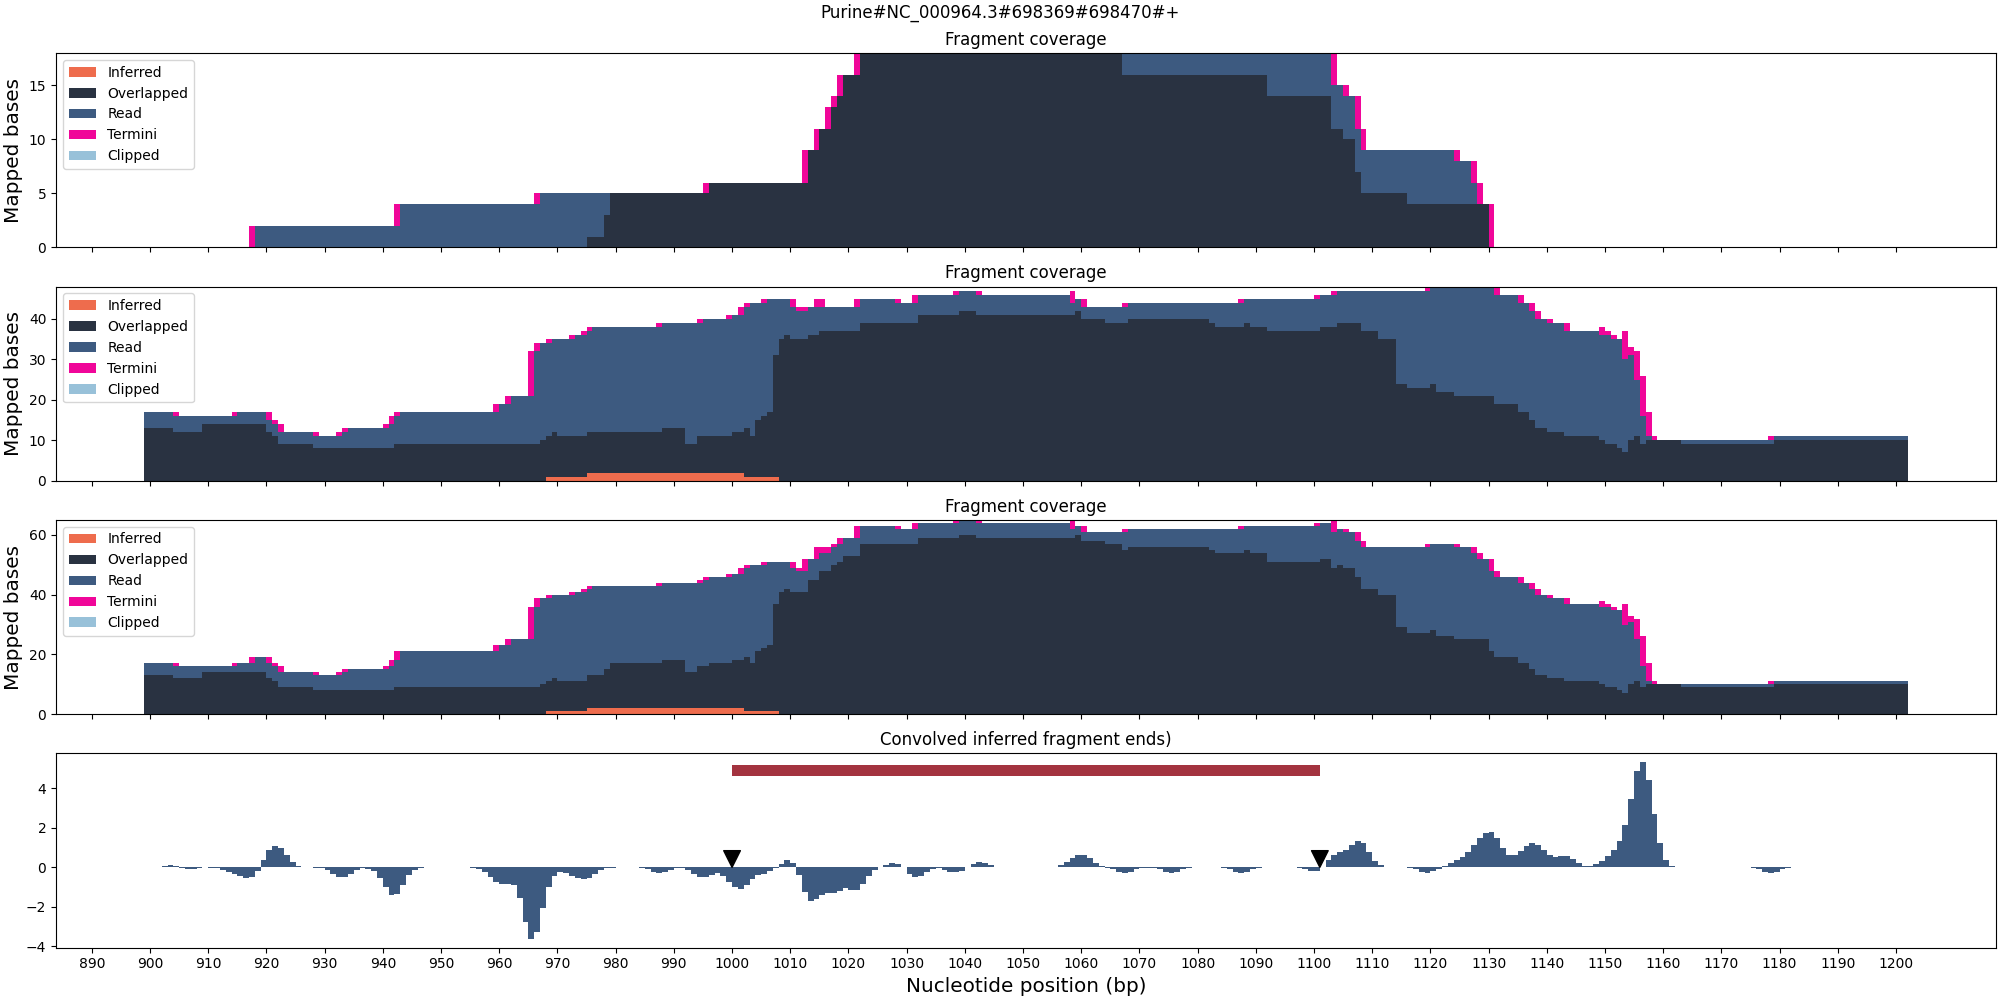 Purine#NC_000964.3#698369#698470#+
Fragment coverage
Mapped bases
15
10
5
0
Inferred
Overlapped
Read
Termini
Clipped
Fragment coverage
Mapped bases
40
30
20
10
0
Inferred
Overlapped
Read
Termini
Clipped
Fragment coverage
Mapped bases
60
40
20
0
Inferred
Overlapped
Read
Termini
Clipped
Convolved inferred fragment ends)
4
2
0
−2
−4
890 900 910 920 930 940 950 960 970 980 990 1000 1010 1020 1030 1040 1050 1060 1070 1080 1090 1100 1110 1120 1130 1140 1150 1160 1170 1180 1190 1200
Nucleotide position (bp)